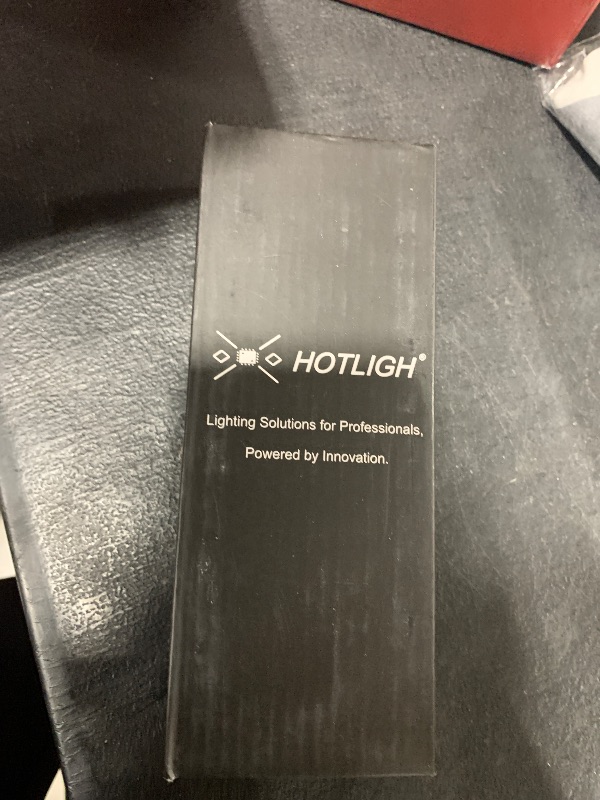 HOTLIGH®
Lighting Solutions for Professionals,
Powered by Innovation.